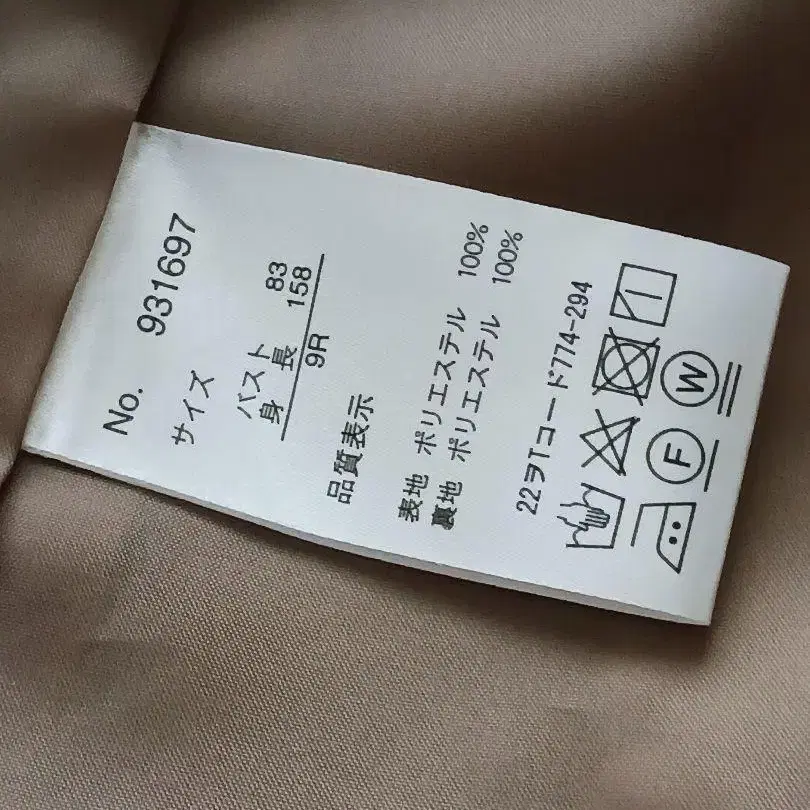 No. 931697
サイズ
バスト 83
身長 158
9R
品質表示
表地 ポリエステル 100%
裏地 ポリエステル 100%
22ヲTコード774-294
F W